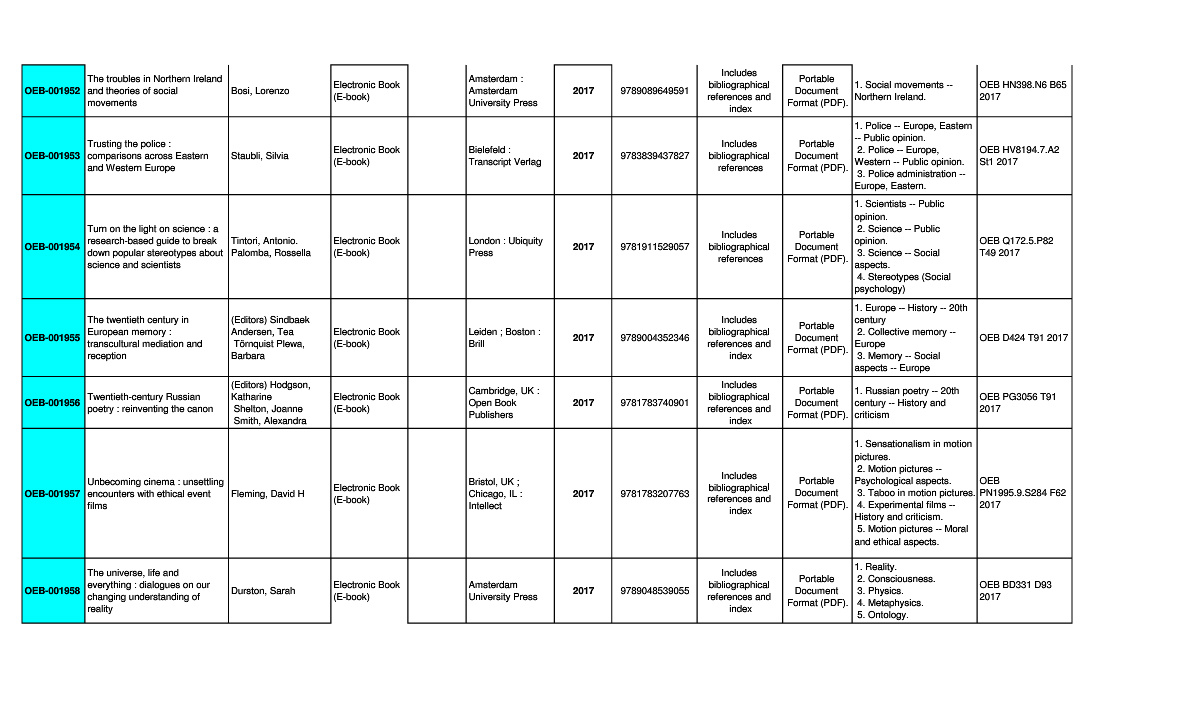 OEB-001952
The troubles in Northern Ireland
and theories of social
movements
Bosi, Lorenzo
Electronic Book
(E-book)
Amsterdam :
Amsterdam
University Press
2017
9789089649591
Includes
bibliographical
references and
index
Portable
Document
Format (PDF).
1. Social movements --
Northern Ireland.
OEB HN398.N6 B65
2017
OEB-001953
Trusting the police :
comparisons across Eastern
and Western Europe
Staubli, Silvia
Electronic Book
(E-book)
Bielefeld :
Transcript Verlag
2017
9783839437827
Includes
bibliographical
references
Portable
Document
Format (PDF).
1. Police -- Europe, Eastern
-- Public opinion.
2. Police -- Europe,
Western -- Public opinion.
3. Police administration --
Europe, Eastern.
OEB HV8194.7.A2
St1 2017
OEB-001954
Turn on the light on science : a
research-based guide to break
down popular stereotypes about
science and scientists
Tintori, Antonio.
Palomba, Rossella
Electronic Book
(E-book)
London : Ubiquity
Press
2017
9781911529057
Includes
bibliographical
references
Portable
Document
Format (PDF).
1. Scientists -- Public
opinion.
2. Science -- Public
opinion.
3. Science -- Social
aspects.
4. Stereotypes (Social
psychology)
OEB Q172.5.P82
T49 2017
OEB-001955
The twentieth century in
European memory :
transcultural mediation and
reception
(Editors) Sindbaek
Andersen, Tea
Törnquist Plewa,
Barbara
Electronic Book
(E-book)
Leiden ; Boston :
Brill
2017
9789004352346
Includes
bibliographical
references and
index
Portable
Document
Format (PDF).
1. Europe -- History -- 20th
century
2. Collective memory --
Europe
3. Memory -- Social
aspects -- Europe
OEB D424 T91 2017
OEB-001956
Twentieth-century Russian
poetry : reinventing the canon
(Editors) Hodgson,
Katharine
Shelton, Joanne
Smith, Alexandra
Electronic Book
(E-book)
Cambridge, UK :
Open Book
Publishers
2017
9781783740901
Includes
bibliographical
references and
index
Portable
Document
Format (PDF).
1. Russian poetry -- 20th
century -- History and
criticism
OEB PG3056 T91
2017
OEB-001957
Unbecoming cinema : unsettling
encounters with ethical event
films
Fleming, David H
Electronic Book
(E-book)
Bristol, UK ;
Chicago, IL :
Intellect
2017
9781783207763
Includes
bibliographical
references and
index
Portable
Document
Format (PDF).
1. Sensationalism in motion
pictures.
2. Motion pictures --
Psychological aspects.
3. Taboo in motion pictures.
4. Experimental films --
History and criticism.
5. Motion pictures -- Moral
and ethical aspects.
OEB
PN1995.9.S284 F62
2017
OEB-001958
The universe, life and
everything : dialogues on our
changing understanding of
reality
Durston, Sarah
Electronic Book
(E-book)
Amsterdam
University Press
2017
9789048539055
Includes
bibliographical
references and
index
Portable
Document
Format (PDF).
1. Reality.
2. Consciousness.
3. Physics.
4. Metaphysics.
5. Ontology.
OEB BD331 D93
2017